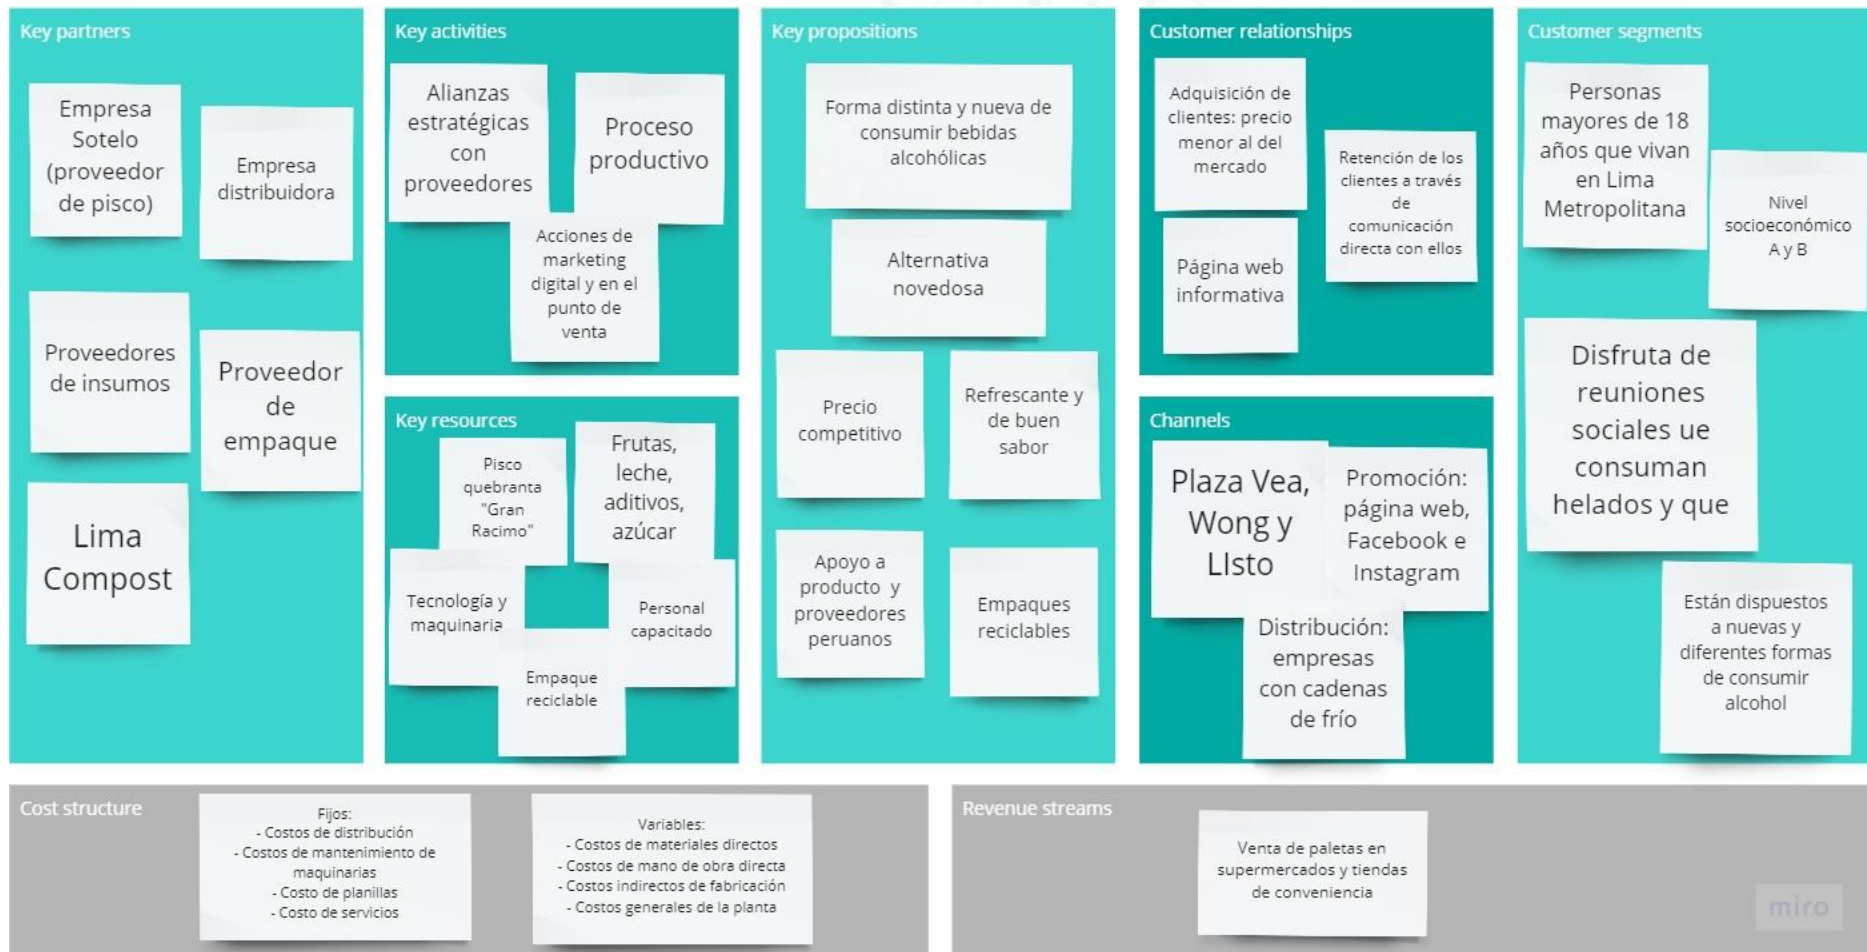 Key partners
Empresa
Sotelo
(proveedor
de pisco)
Empresa
distribuidora
Proveedores
de insumos
Proveedor
de
empaque
Lima
Compost
Key activities
Alianzas
estratégicas
con
proveedores
Proceso
productivo
Acciones de
marketing
digital y en el
punto de
venta
Key resources
Pisco
quebranta
"Gran
Racimo"
Frutas,
leche,
aditivos,
azúcar
Tecnología y
maquinaria
Personal
capacitado
Empaque
reciclable
Key propositions
Forma distinta y nueva de
consumir bebidas
alcohólicas
Alternativa
novedosa
Precio
competitivo
Refrescante y
de buen
sabor
Apoyo a
producto y
proveedores
peruanos
Empaques
reciclables
Customer relationships
Adquisición de
clientes: precio
menor al del
mercado
Retención de los
clientes a través
de
comunicación
directa con ellos
Página web
informativa
Channels
Plaza Vea,
Wong y
LIsto
Promoción:
página web,
Facebook e
Instagram
Distribución:
empresas
con cadenas
de frío
Customer segments
Personas
mayores de 18
años que vivan
en Lima
Metropolitana
Nivel
socioeconómico
A y B
Disfruta de
reuniones
sociales ue
consuman
helados y que
Están dispuestos
a nuevas y
diferentes formas
de consumir
alcohol
Cost structure
Fijos:
- Costos de distribución
- Costos de mantenimiento de
maquinarias
- Costo de planillas
- Costo de servicios
Variables:
- Costos de materiales directos
- Costos de mano de obra directa
- Costos indirectos de fabricación
- Costos generales de la planta
Revenue streams
Venta de paletas en
supermercados y tiendas
de conveniencia
miro